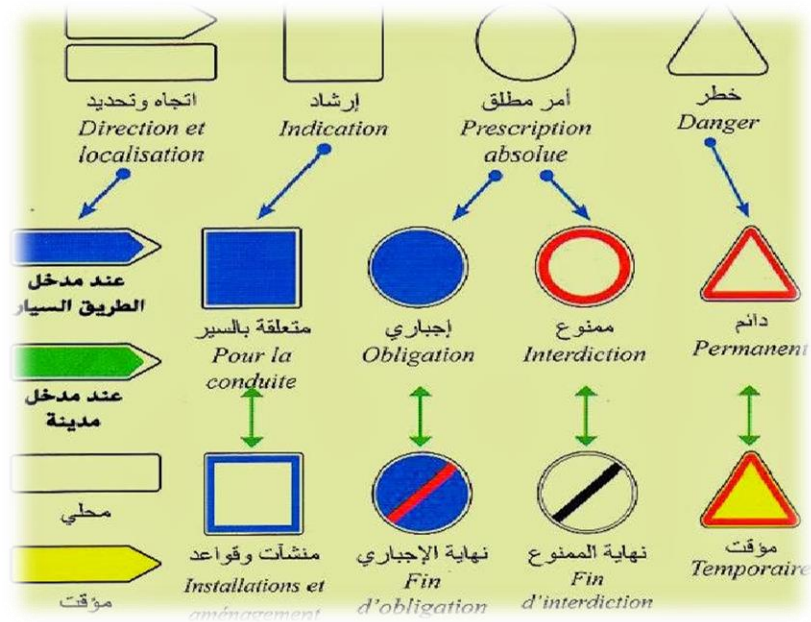 اتجاه وتحديد
Direction et
localisation
إرشاد
Indication
أمر مطلق
Prescription
absolue
خطر
Danger
عند مدخل
الطريق السيار
متعلقة بالسير
Pour la
conduite
إجباري
Obligation
ممنوع
Interdiction
دائم
Permanent
عند مدخل
مدينة
محلي
مؤقت
منشآت وقواعد
Installations et
aménagement
نهاية الإجباري
Fin
d'obligation
نهاية الممنوع
Fin
d'interdiction
مؤقت
Temporaire